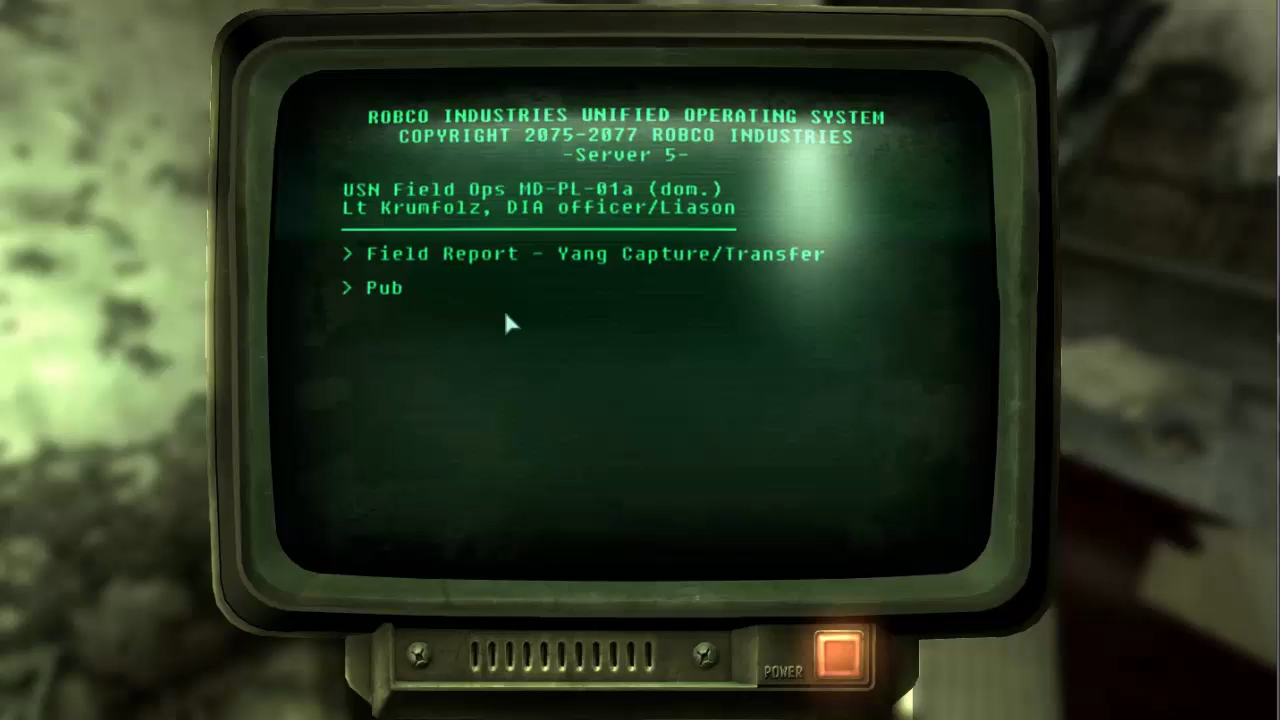 ROBCO INDUSTRIES UNIFIED OPERATING SYSTEM
COPYRIGHT 2075-2077 ROBCO INDUSTRIES
-Server 5-
USN Field Ops MD-PL-01a (dom.)
Lt Krumfolz, DIA officer/Liason
> Field Report - Yang Capture/Transfer
> Pub
POWER